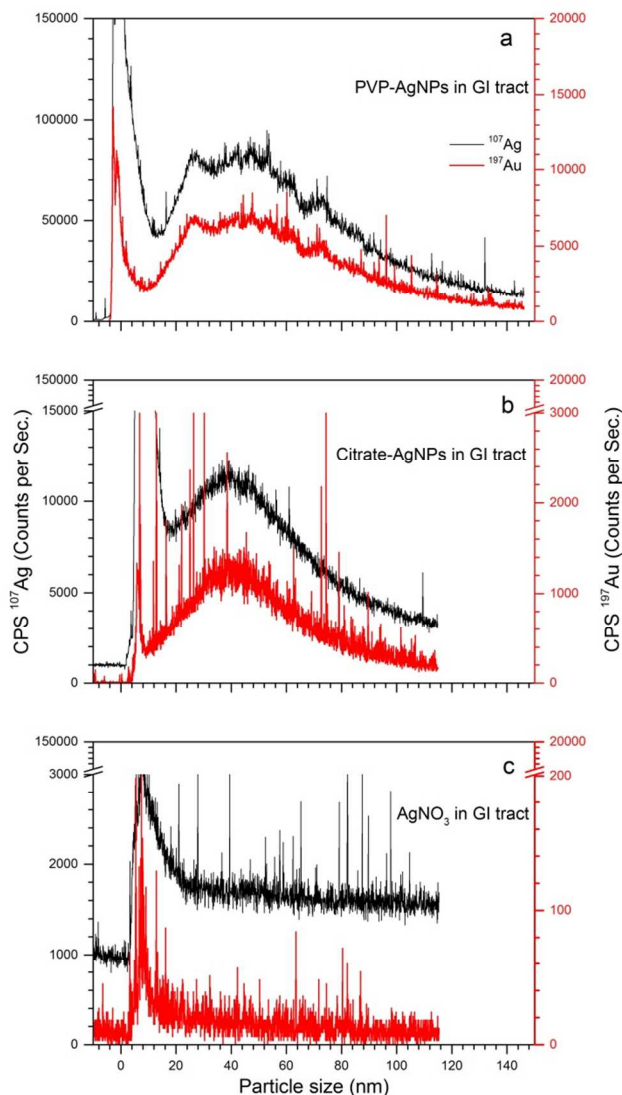 150000
20000
a
PVP-AgNPs in GI tract
¹⁰⁷Ag
¹⁹⁷Au
15000
100000
10000
50000
5000
0
0
150000
20000
15000
3000
b
Citrate-AgNPs in GI tract
10000
2000
5000
1000
0
0
CPS ¹⁰⁷Ag (Counts per Sec.)
CPS ¹⁹⁷Au (Counts per Sec.)
150000
20000
3000
200
c
AgNO₃ in GI tract
2000
100
1000
0
0
0 20 40 60 80 100 120 140
Particle size (nm)